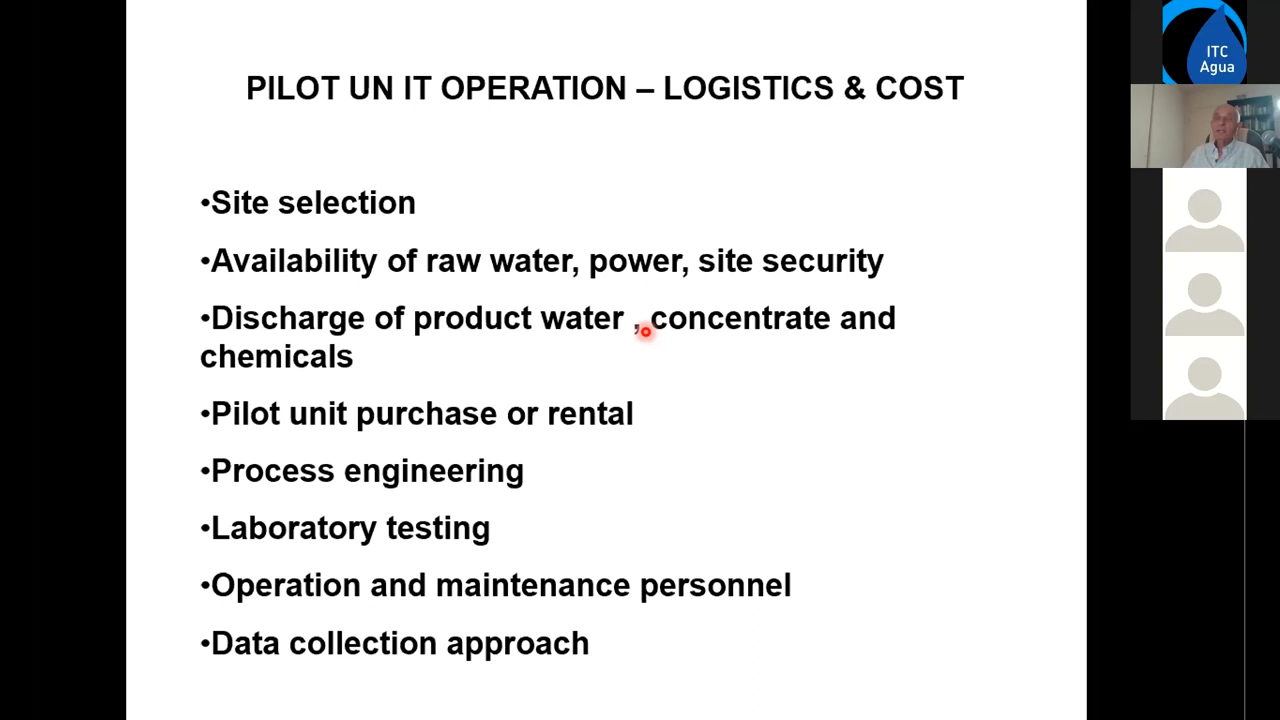 PILOT UN IT OPERATION – LOGISTICS & COST
•Site selection
•Availability of raw water, power, site security
•Discharge of product water , concentrate and
chemicals
•Pilot unit purchase or rental
•Process engineering
•Laboratory testing
•Operation and maintenance personnel
•Data collection approach
ITC
Agua